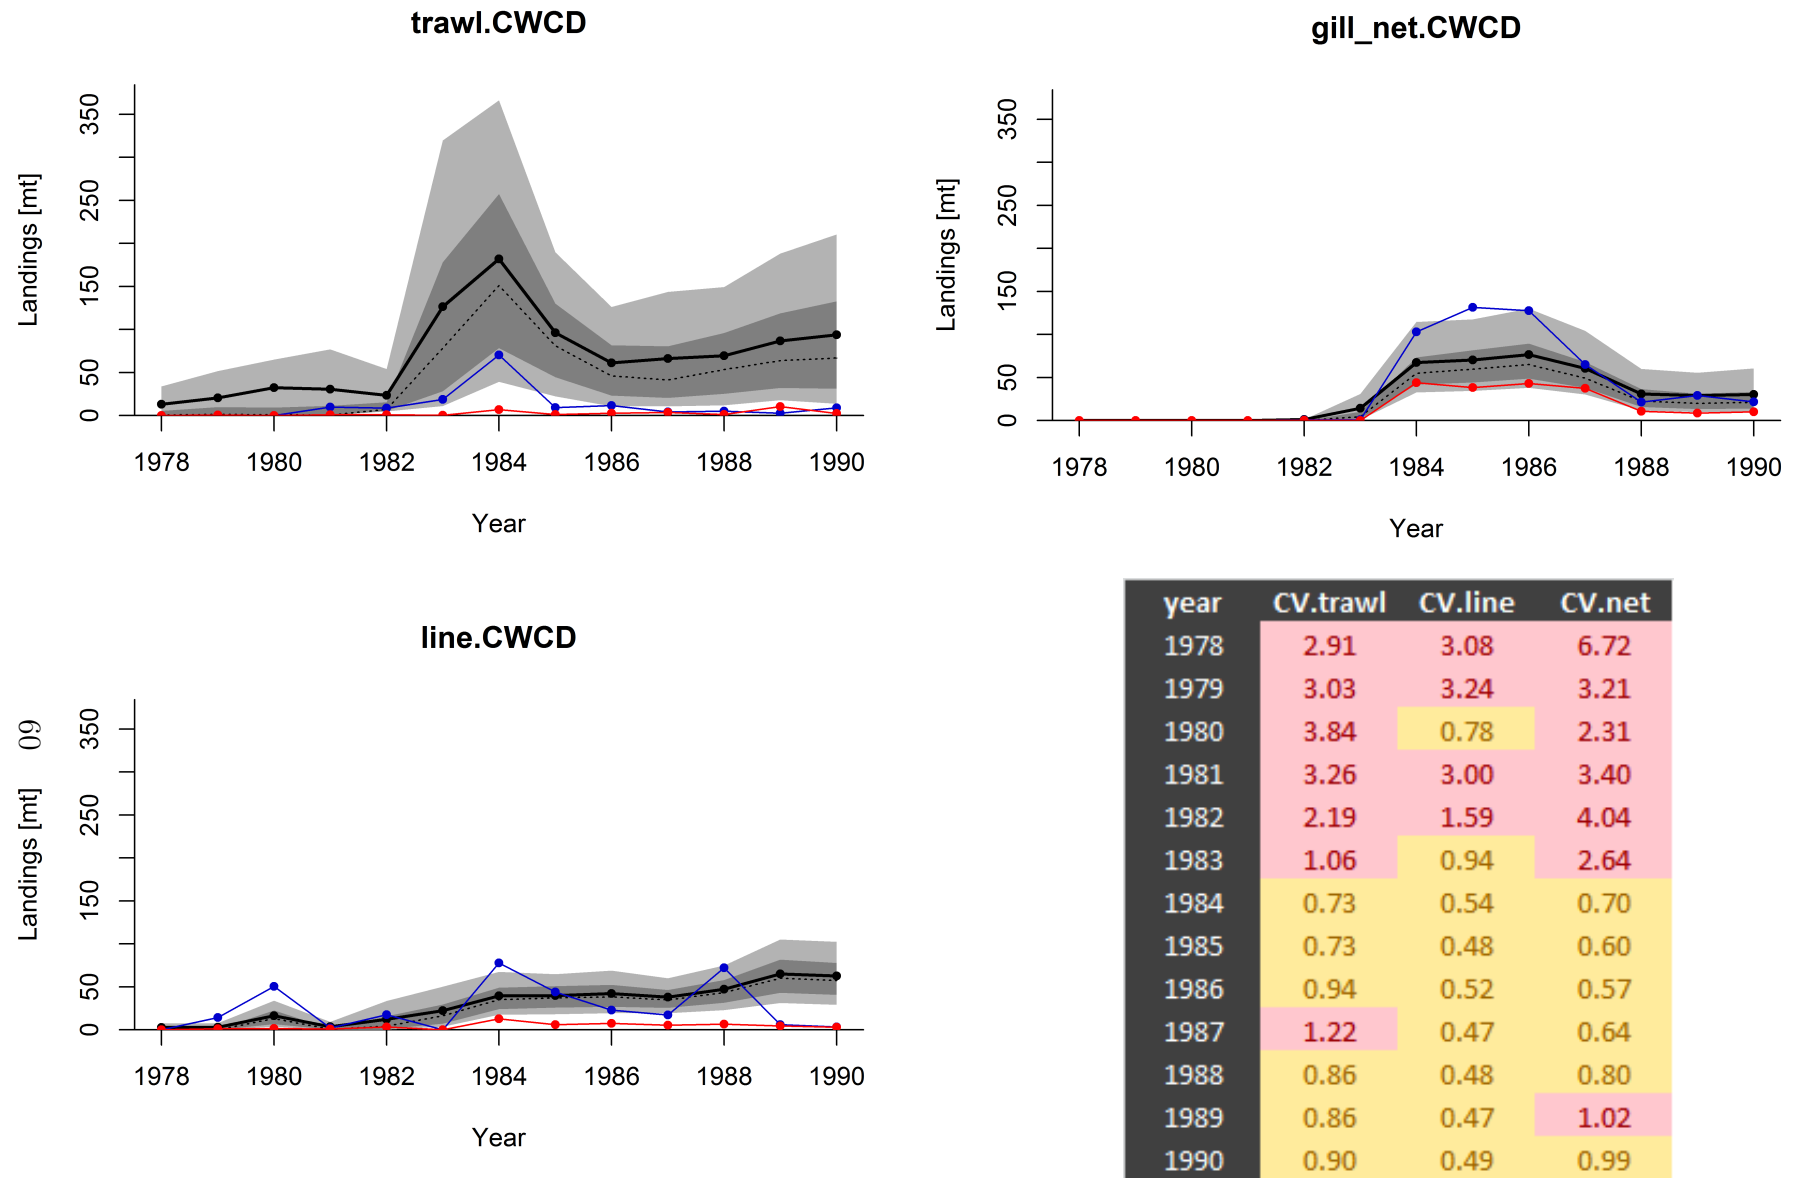 trawl.CWCD
Landings [mt]
350
250
150
50
0
1978 1980 1982 1984 1986 1988 1990
Year
gill_net.CWCD
Landings [mt]
350
250
150
50
0
1978 1980 1982 1984 1986 1988 1990
Year
line.CWCD
60
Landings [mt]
350
250
150
50
0
1978 1980 1982 1984 1986 1988 1990
Year
year CV.trawl CV.line CV.net
1978 2.91 3.08 6.72
1979 3.03 3.24 3.21
1980 3.84 0.78 2.31
1981 3.26 3.00 3.40
1982 2.19 1.59 4.04
1983 1.06 0.94 2.64
1984 0.73 0.54 0.70
1985 0.73 0.48 0.60
1986 0.94 0.52 0.57
1987 1.22 0.47 0.64
1988 0.86 0.48 0.80
1989 0.86 0.47 1.02
1990 0.90 0.49 0.99